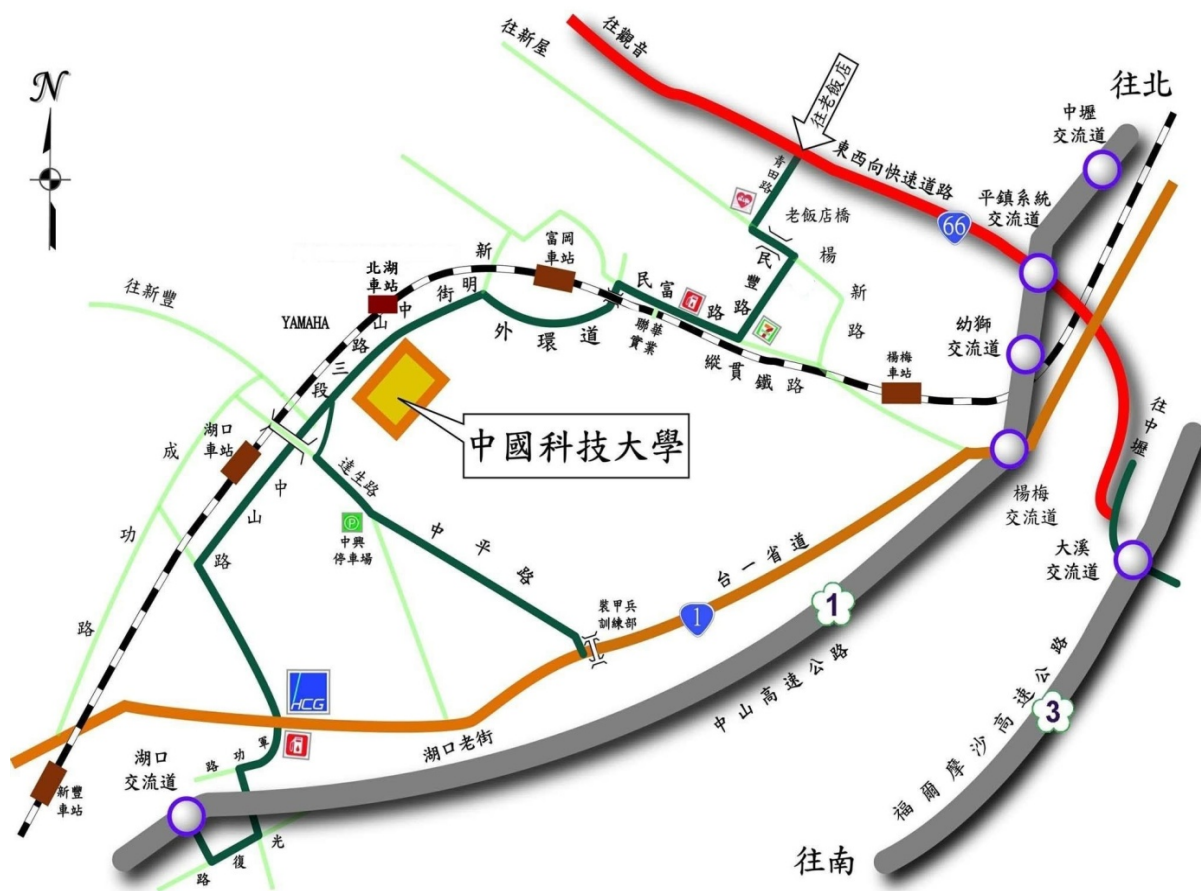 N
往新屋
往觀音
往老飯店
往北
中壢
交流道
東西向快速道路
平鎮系統
交流道
66
青田路
老飯店橋
民豐路
楊新路
富岡
車站
北湖
車站
新明街
民富路
外環道
聯華
實業
7
縱貫鐵路
楊梅
車站
幼獅
交流道
往新豐
YAMAHA
中山路三段
中國科技大學
湖口
車站
成功路
達生路
P
中興
停車場
中平路
中山路
楊梅
交流道
往中壢
大溪
交流道
台一省道
1
裝甲兵
訓練部
1
中山高速公路
3
福爾摩沙高速公路
HCG
湖口老街
湖口
交流道
軍功路
新豐
車站
復光路
往南